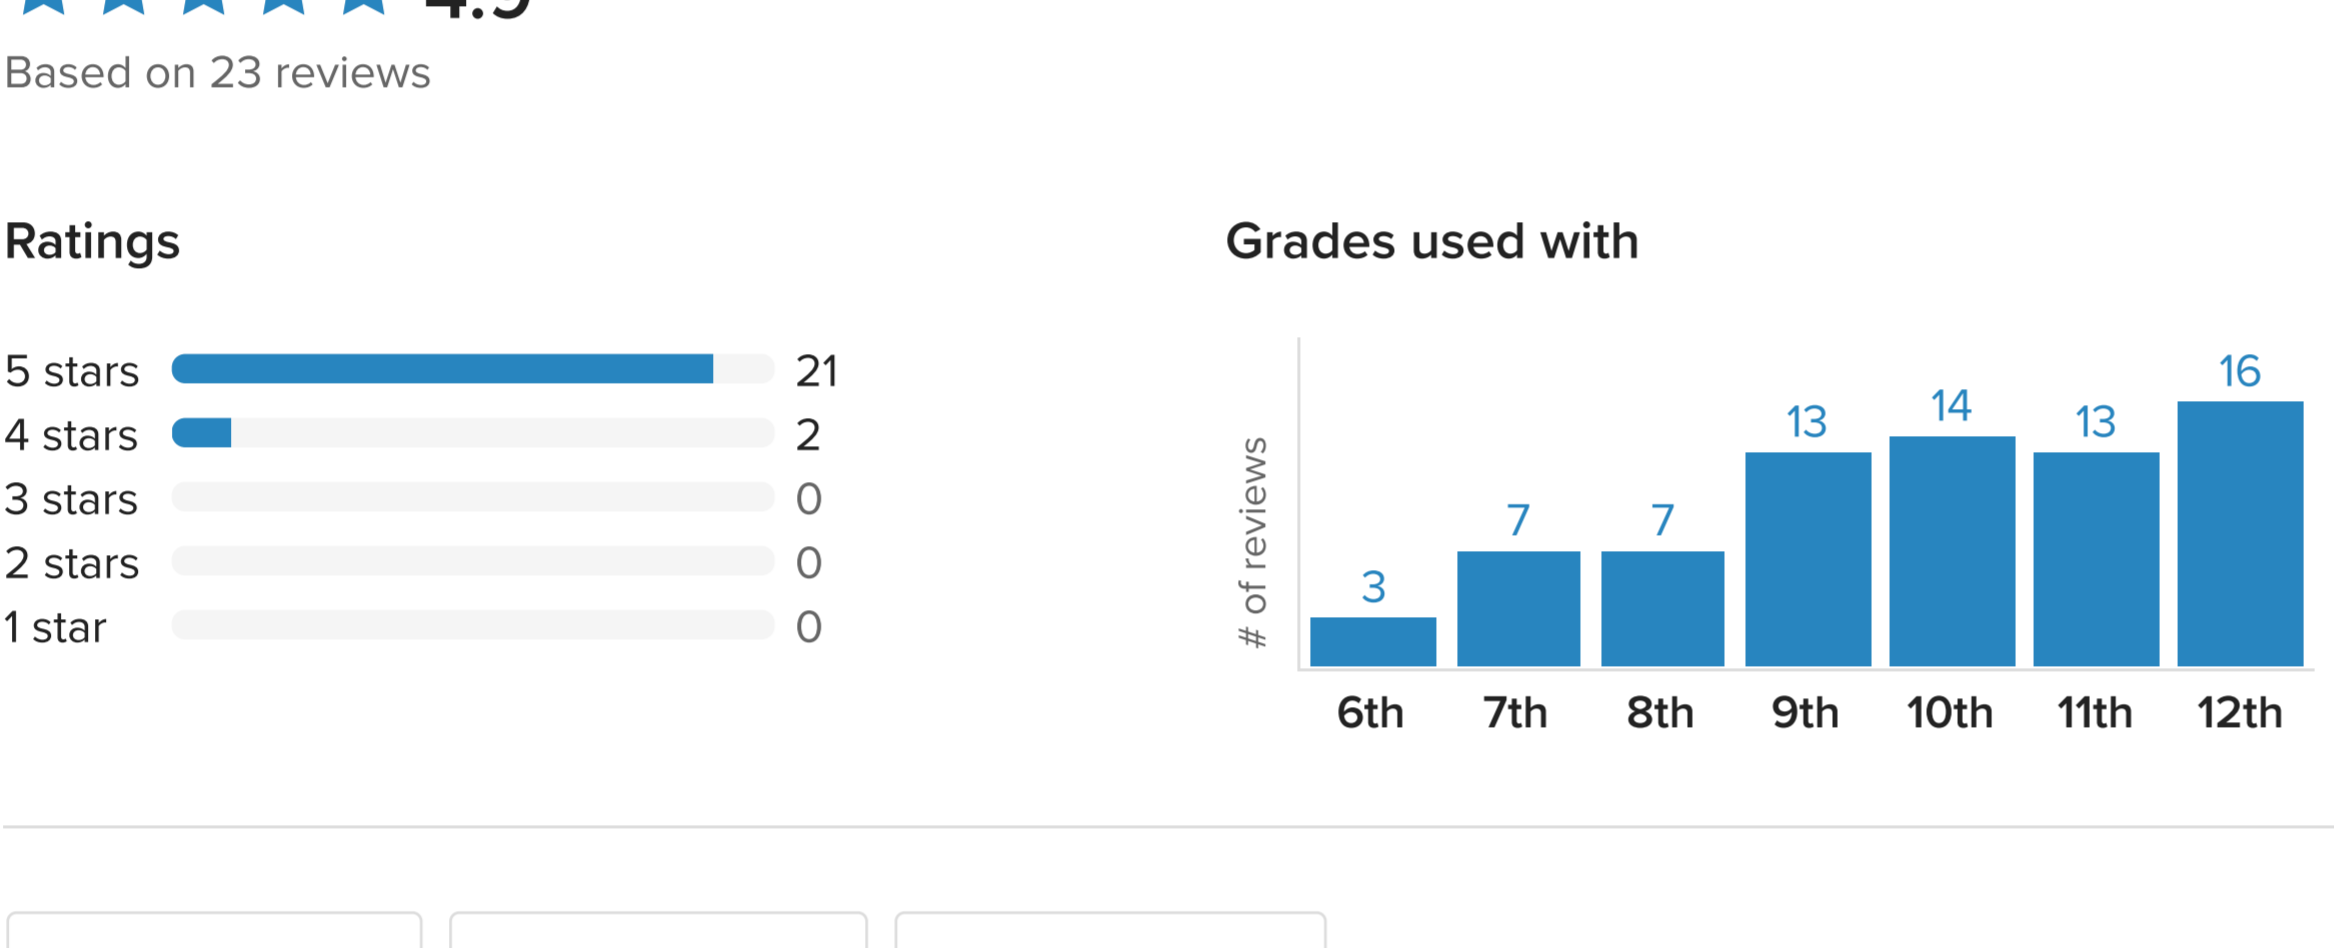 4.9
Based on 23 reviews
Ratings
5 stars 21
4 stars 2
3 stars 0
2 stars 0
1 star 0
Grades used with
# of reviews
3
7
7
13
14
13
16
6th 7th 8th 9th 10th 11th 12th